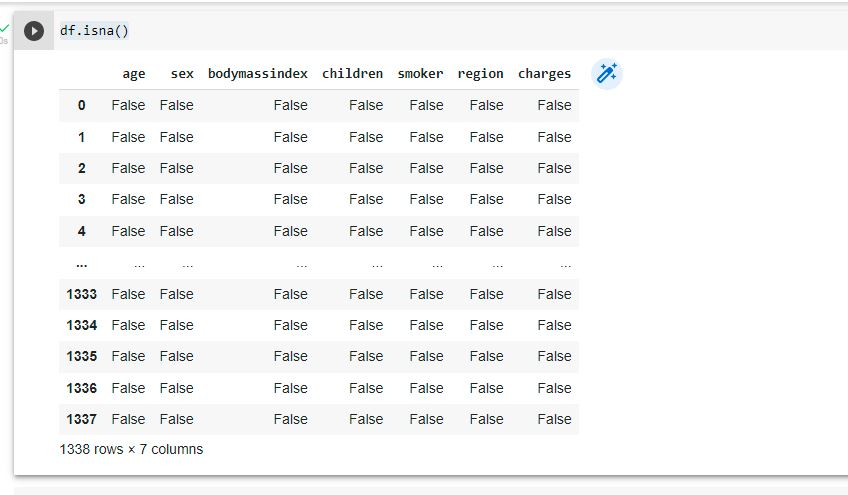 df.isna()
age sex bodymassindex children smoker region charges
0 False False False False False False False
1 False False False False False False False
2 False False False False False False False
3 False False False False False False False
4 False False False False False False False
... ... ... ... ... ... ... ...
1333 False False False False False False False
1334 False False False False False False False
1335 False False False False False False False
1336 False False False False False False False
1337 False False False False False False False
1338 rows × 7 columns